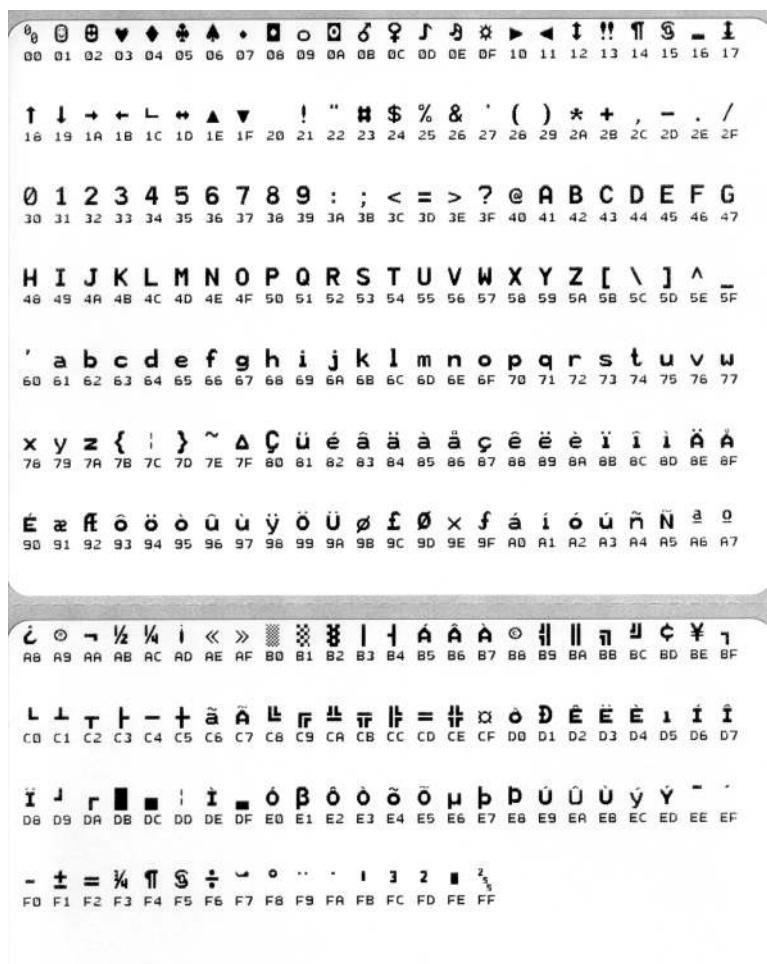 ⁰₀ ☺ ☻ ♥ ♦ ♣ ♠ • ◘ ○ ◙ ♂ ♀ ♪ ♫ ☼ ► ◄ ↕ ‼ ¶ § ▬ ↨
00 01 02 03 04 05 06 07 08 09 0A 0B 0C 0D 0E 0F 10 11 12 13 14 15 16 17
↑ ↓ → ← ∟ ↔ ▲ ▼ ! " # $ % & ' ( ) * + , - . /
18 19 1A 1B 1C 1D 1E 1F 20 21 22 23 24 25 26 27 28 29 2A 2B 2C 2D 2E 2F
0 1 2 3 4 5 6 7 8 9 : ; < = > ? @ A B C D E F G
30 31 32 33 34 35 36 37 38 39 3A 3B 3C 3D 3E 3F 40 41 42 43 44 45 46 47
H I J K L M N O P Q R S T U V W X Y Z [ \ ] ^ _
48 49 4A 4B 4C 4D 4E 4F 50 51 52 53 54 55 56 57 58 59 5A 5B 5C 5D 5E 5F
' a b c d e f g h i j k l m n o p q r s t u v w
60 61 62 63 64 65 66 67 68 69 6A 6B 6C 6D 6E 6F 70 71 72 73 74 75 76 77
x y z { ¦ } ~ ∆ Ç ü é â ä à å ç ê ë è ï î ì Ä Å
78 79 7A 7B 7C 7D 7E 7F 80 81 82 83 84 85 86 87 88 89 8A 8B 8C 8D 8E 8F
É æ Æ ô ö ò û ù ÿ Ö Ü ø £ Ø × ƒ á í ó ú ñ Ñ ª º
90 91 92 93 94 95 96 97 98 99 9A 9B 9C 9D 9E 9F A0 A1 A2 A3 A4 A5 A6 A7
¿ ® ¬ ½ ¼ ¡ « » ░ ▒ ▓ │ ┤ Á Â À © ╣ ║ ╗ ╝ ¢ ¥ ┐
A8 A9 AA AB AC AD AE AF B0 B1 B2 B3 B4 B5 B6 B7 B8 B9 BA BB BC BD BE BF
└ ┴ ┬ ├ ─ ┼ ã Ã ╚ ╔ ╩ ╦ ╠ = ╬ ¤ ò Ð Ê Ë È ı Í Î
C0 C1 C2 C3 C4 C5 C6 C7 C8 C9 CA CB CC CD CE CF D0 D1 D2 D3 D4 D5 D6 D7
Ï ┘ ┌ █ ▄ ¦ Ì ▬ Ó β Ô Ò õ Õ µ þ Þ Ú Û Ù ý Ý ¯ ´
D8 D9 DA DB DC DD DE DF E0 E1 E2 E3 E4 E5 E6 E7 E8 E9 EA EB EC ED EE EF
- ± = ¾ ¶ § ÷ ¸ ° ¨ · ı 3 2 ■ ²₅₅
F0 F1 F2 F3 F4 F5 F6 F7 F8 F9 FA FB FC FD FE FF